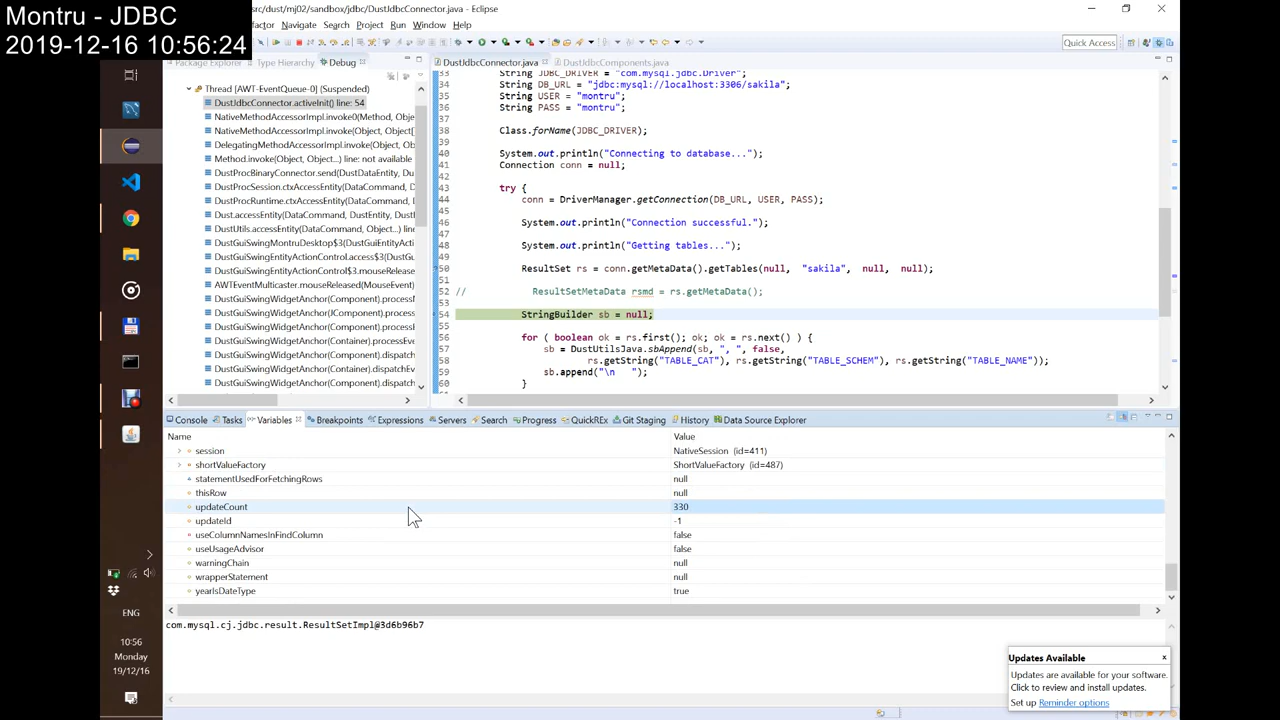 Montru - JDBC
2019-12-16 10:56:24
src/dust/mj02/sandbox/jdbc/DustJdbcConnector.java - Eclipse
factor Navigate Search Project Run Window Help
Quick Access
Package Explorer Type Hierarchy Debug
DustJdbcConnector.java DustJdbcComponents.java
Thread [AWT-EventQueue-0] (Suspended)
DustJdbcConnector.activeInit() line: 54
NativeMethodAccessorImpl.invoke0(Method, Object,
NativeMethodAccessorImpl.invoke(Object, Object[]
DelegatingMethodAccessorImpl.invoke(Object, Obje
Method.invoke(Object, Object...) line: not available
DustProcBinaryConnector.send(DustDataEntity,
DustProcSession.ctxAccessEntity(DataCommand, D
DustProcRuntime.ctxAccessEntity(DataCommand, D
Dust.accessEntity(DataCommand, DustEntity, DustE
DustUtils.accessEntity(DataCommand, Object...) line
DustGuiSwingMontruDesktop$3(DustGuiEntityActi
DustGuiSwingEntityActionControl.access$3(DustGui
DustGuiSwingEntityActionControl$3.mouseReleased
AWTEventMulticaster.mouseReleased(MouseEvent)
DustGuiSwingWidgetAnchor(Component).process
DustGuiSwingWidgetAnchor(JComponent).process
DustGuiSwingWidgetAnchor(Component).processE
DustGuiSwingWidgetAnchor(Container).processEver
DustGuiSwingWidgetAnchor(Component).dispatch
DustGuiSwingWidgetAnchor(Container).dispatchEv
DustGuiSwingWidgetAnchor(Component).dispatch
33 String JDBC_DRIVER = "com.mysql.jdbc.Driver";
34 String DB_URL = "jdbc:mysql://localhost:3306/sakila";
35 String USER = "montru";
36 String PASS = "montru";
37
38 Class.forName(JDBC_DRIVER);
39
40 System.out.println("Connecting to database...");
41 Connection conn = null;
42
43 try {
44 conn = DriverManager.getConnection(DB_URL, USER, PASS);
45
46 System.out.println("Connection successful.");
47
48 System.out.println("Getting tables...");
49
50 ResultSet rs = conn.getMetaData().getTables(null, "sakila", null, null);
51
52 // ResultSetMetaData rsmd = rs.getMetaData();
53
54 StringBuilder sb = null;
55
56 for ( boolean ok = rs.first(); ok; ok = rs.next() ) {
57 sb = DustUtilsJava.sbAppend(sb, ", ", false,
58 rs.getString("TABLE_CAT"), rs.getString("TABLE_SCHEM"), rs.getString("TABLE_NAME"));
59 sb.append("\n ");
60 }
Console Tasks Variables Breakpoints Expressions Servers Search Progress QuickREx Git Staging History Data Source Explorer
Name Value
session NativeSession (id=411)
shortValueFactory ShortValueFactory (id=487)
statementUsedForFetchingRows null
thisRow null
updateCount 330
updateId -1
useColumnNamesInFindColumn false
useUsageAdvisor false
warningChain null
wrapperStatement null
yearIsDateType true
com.mysql.cj.jdbc.result.ResultSetImpl@3d6b96b7
ENG
10:56
Monday
19/12/16
Updates Available
Updates are available for your software.
Click to review and install updates.
Set up Reminder options